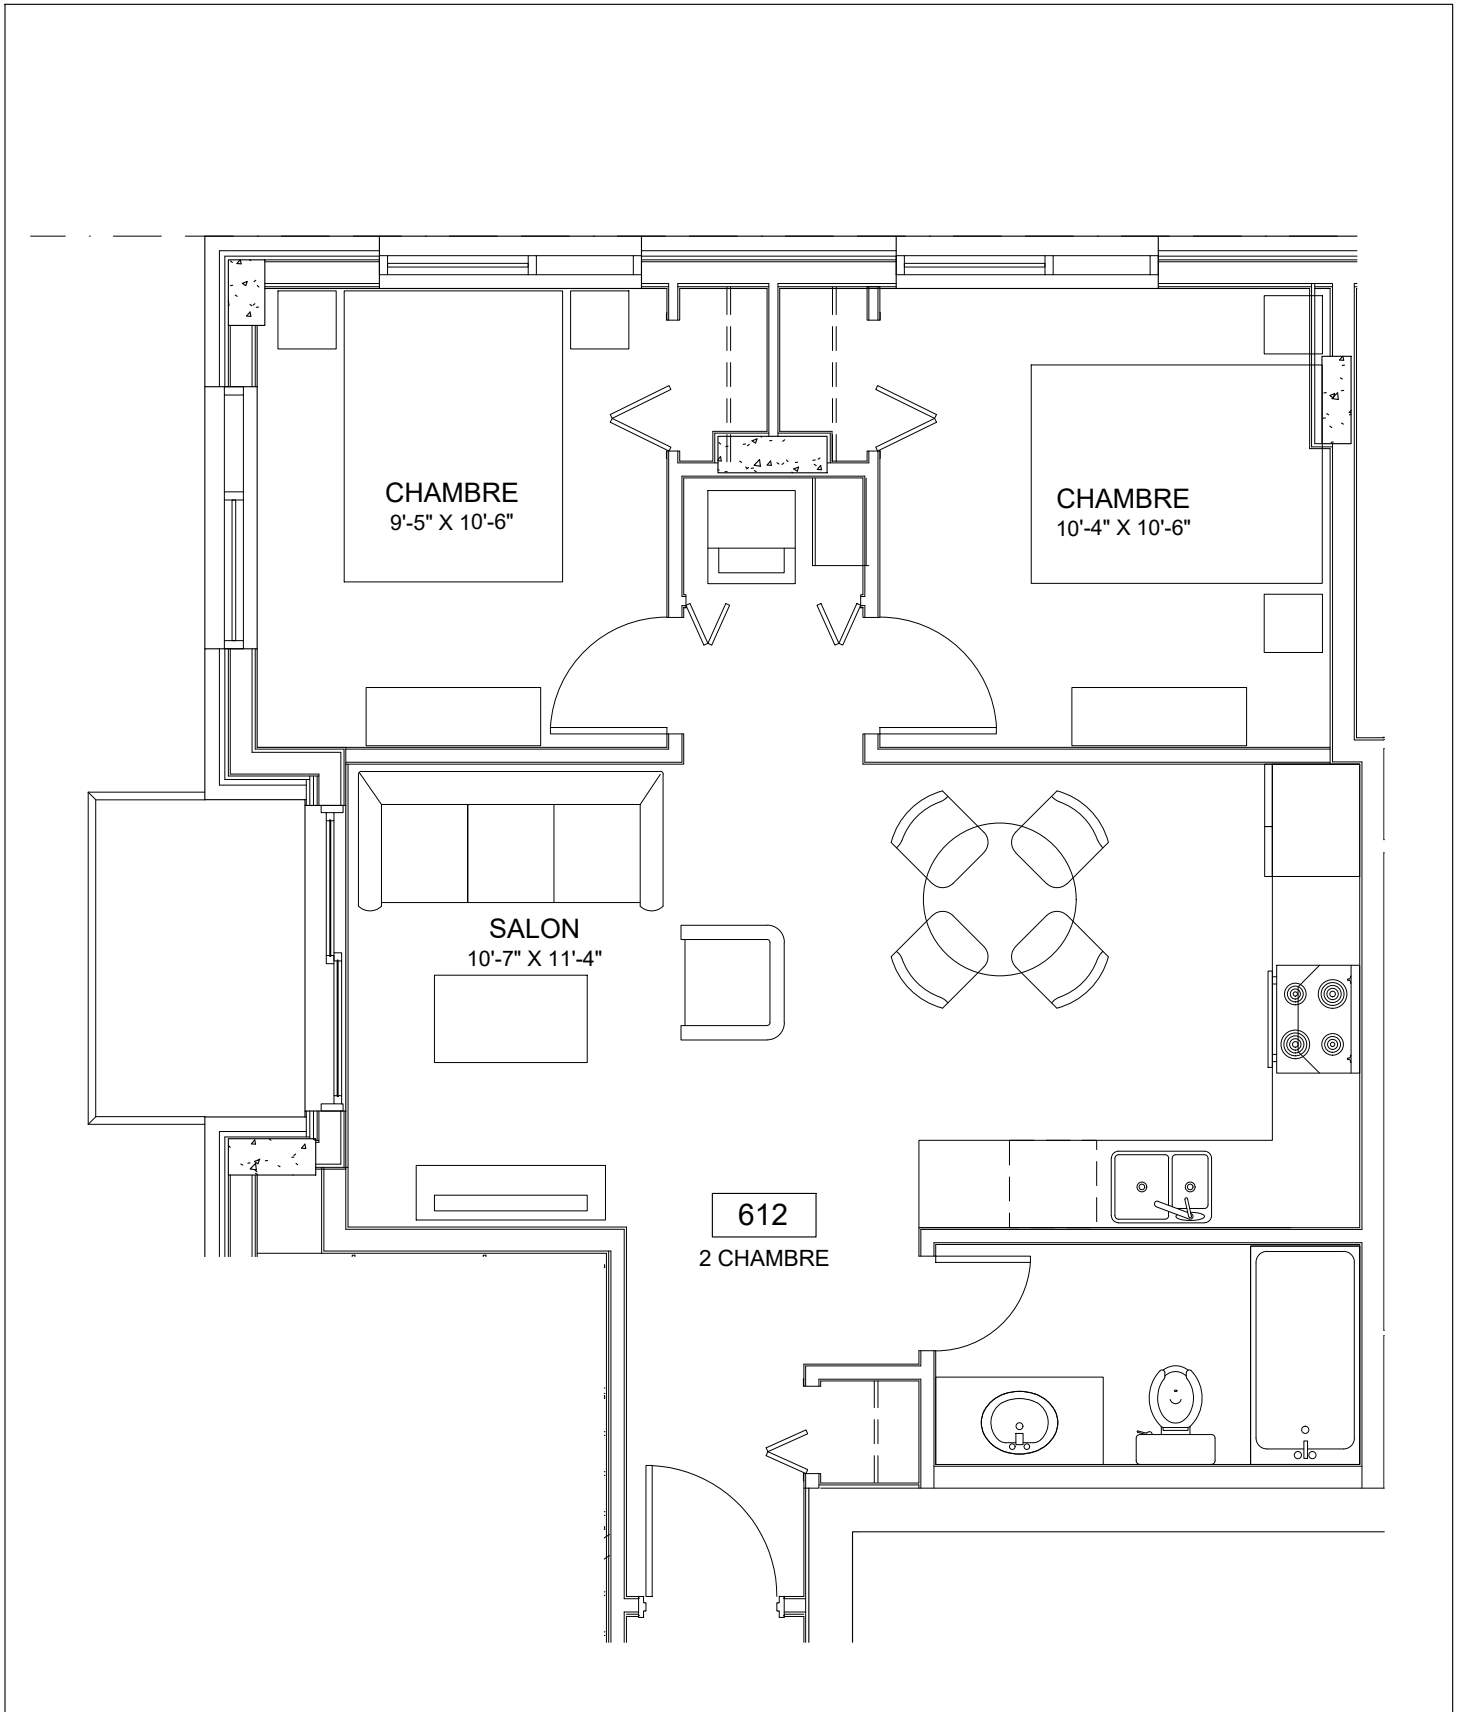 CHAMBRE
9'-5" X 10'-6"
CHAMBRE
10'-4" X 10'-6"
SALON
10'-7" X 11'-4"
612
2 CHAMBRE